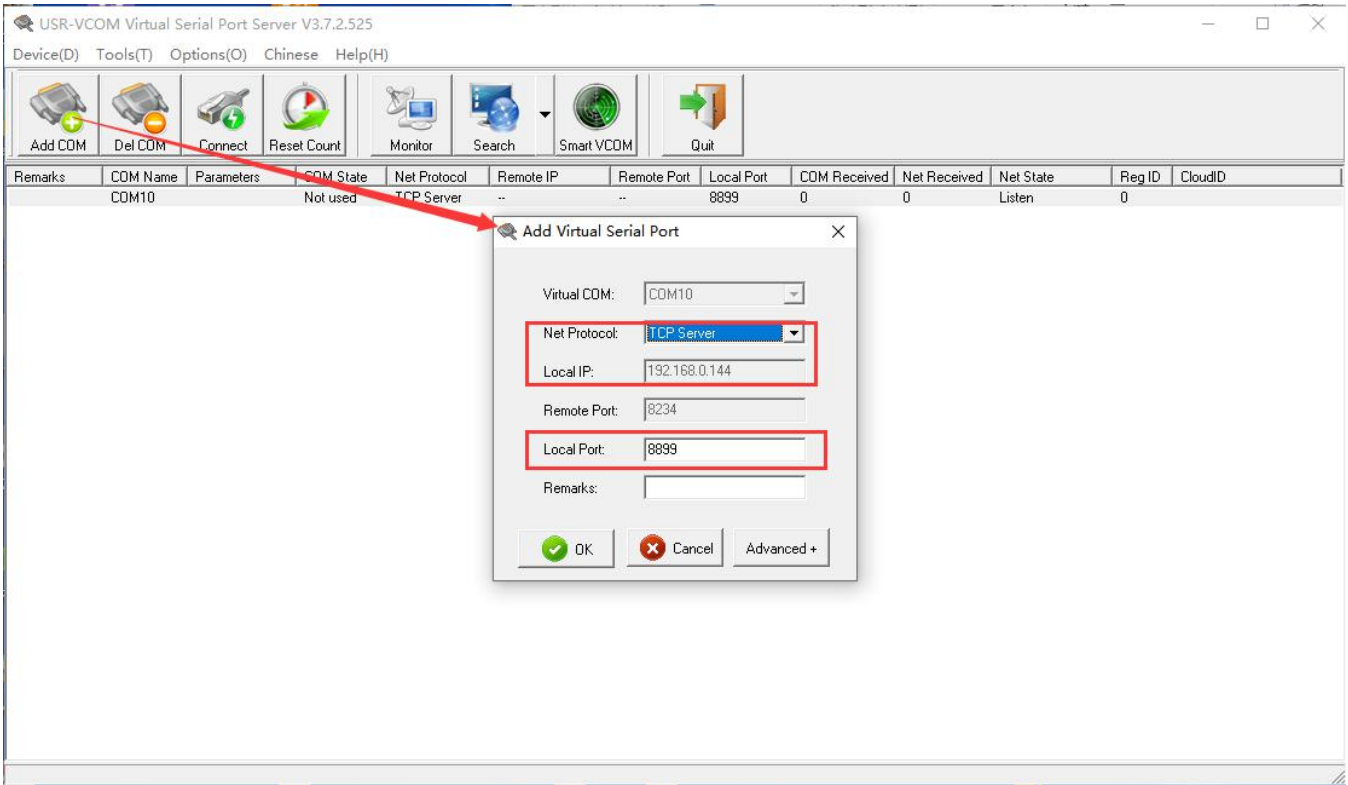 USR-VCOM Virtual Serial Port Server V3.7.2.525
Device(D) Tools(T) Options(O) Chinese Help(H)
Add COM Del COM Connect Reset Count Monitor Search Smart VCOM Quit
Remarks COM Name Parameters COM State Net Protocol Remote IP Remote Port Local Port COM Received Net Received Net State Reg ID CloudID
COM10 Not used TCP Server -- -- 8899 0 0 Listen 0
Add Virtual Serial Port
Virtual COM: COM10
Net Protocol: TCP Server
Local IP: 192.168.0.144
Remote Port: 8234
Local Port: 8899
Remarks:
OK Cancel Advanced +